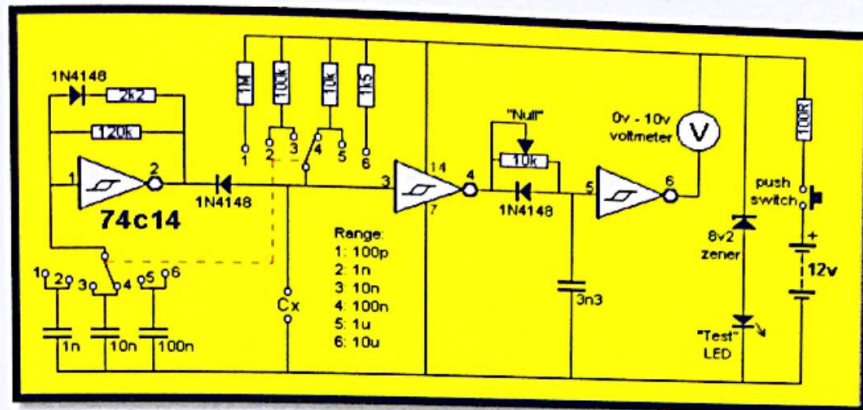 1N4148
2k2
120k
1
2
74c14
1N4148
1M
100k
10k
1k5
1
2
3
4
5
6
3
14
4
7
"Null"
10k
1N4148
5
6
0v - 10v
voltmeter
V
100R
push
switch
8v2
zener
+
12v
"Test"
LED
Range:
1: 100p
2: 1n
3: 10n
4: 100n
5: 1u
6: 10u
Cx
3n3
1
2
3
4
5
6
1n
10n
100n